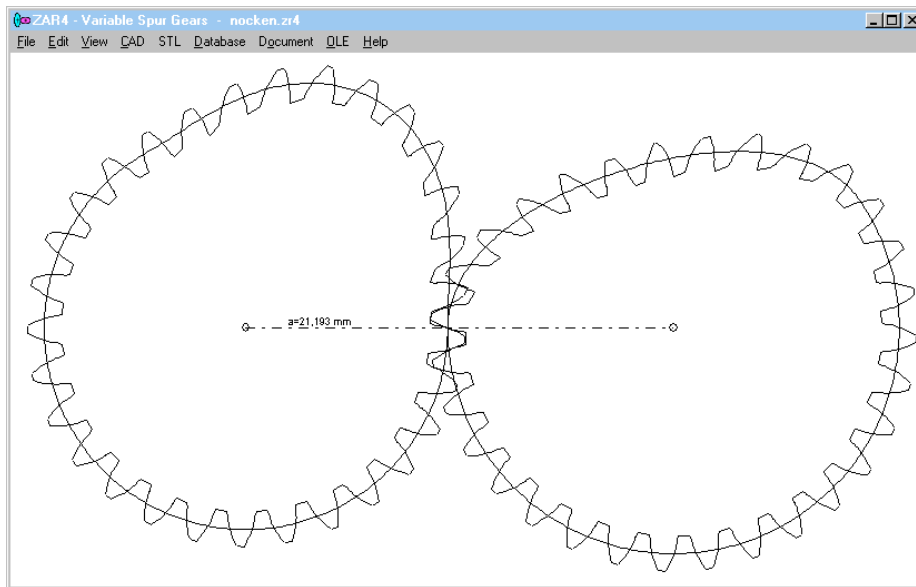 ZAR4 - Variable Spur Gears - nocken.zr4
File Edit View CAD STL Database Document OLE Help
a=21,193 mm